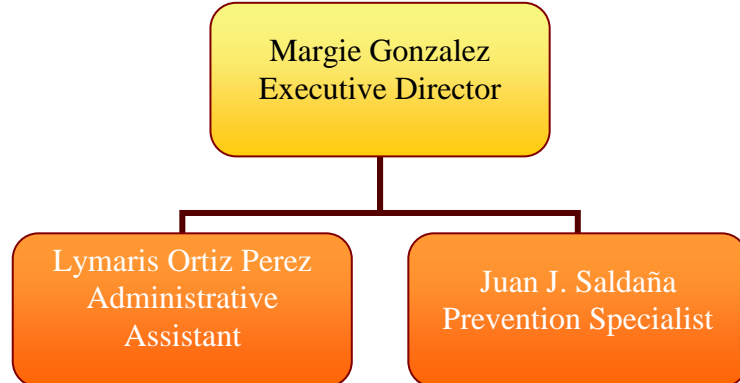 Margie Gonzalez
Executive Director
Lymaris Ortiz Perez
Administrative
Assistant
Juan J. Saldaña
Prevention Specialist